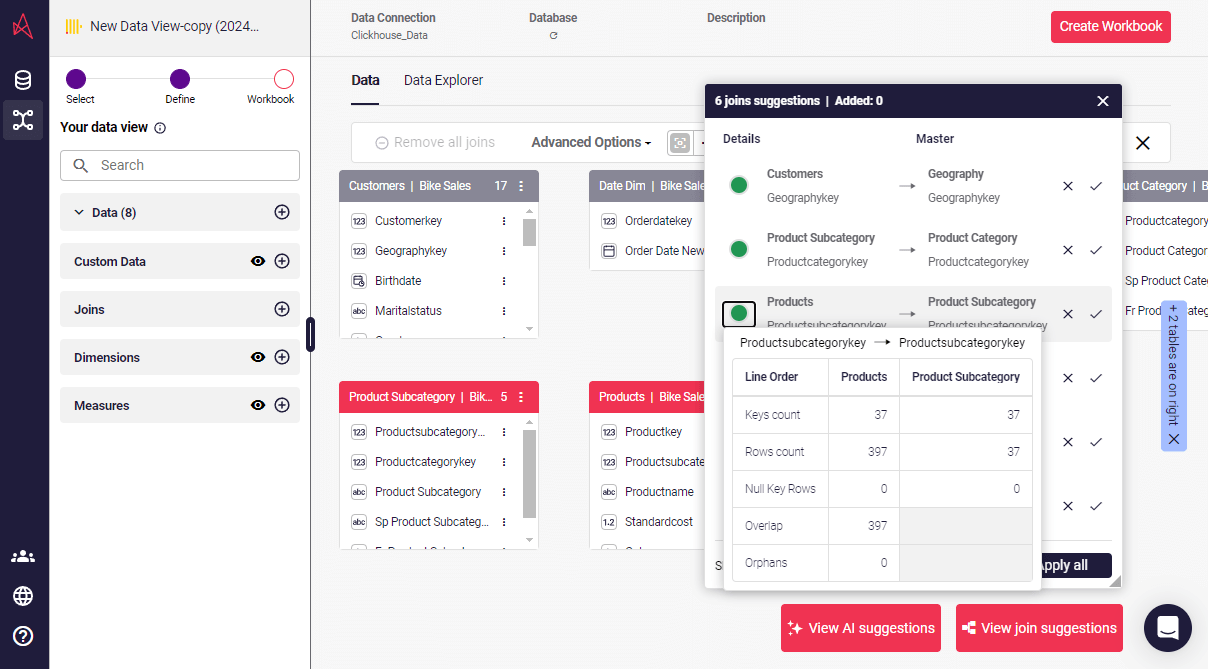 New Data View-copy (2024...
Data Connection
Clickhouse_Data
Database
Description
Create Workbook
Select
Define
Workbook
Your data view
Search
Data (8)
Custom Data
Joins
Dimensions
Measures
Data
Data Explorer
Remove all joins
Advanced Options
Customers | Bike Sales 17
123 Customerkey
123 Geographykey
Birthdate
abc Maritalstatus
Date Dim | Bike Sale
123 Orderdatekey
Order Date New
Product Subcategory | Bik... 5
123 Productsubcategory...
123 Productcategorykey
abc Product Subcategory
abc Sp Product Subcateg...
Products | Bike Sale
123 Productkey
123 Productsubcate
abc Productname
1.2 Standardcost
6 joins suggestions | Added: 0
Details
Master
Customers
Geographykey
Geography
Geographykey
Product Subcategory
Productcategorykey
Product Category
Productcategorykey
Products
Productsubcategorykey
Product Subcategory
Productsubcategorykey
Productsubcategorykey
Productsubcategorykey
Line Order Products Product Subcategory
Keys count 37 37
Rows count 397 37
Null Key Rows 0 0
Overlap 397
Orphans 0
Apply all
uct Category | B
Productcategory
Product Categor
Sp Product Cate
+ 2 tables are on right
View AI suggestions
View join suggestions